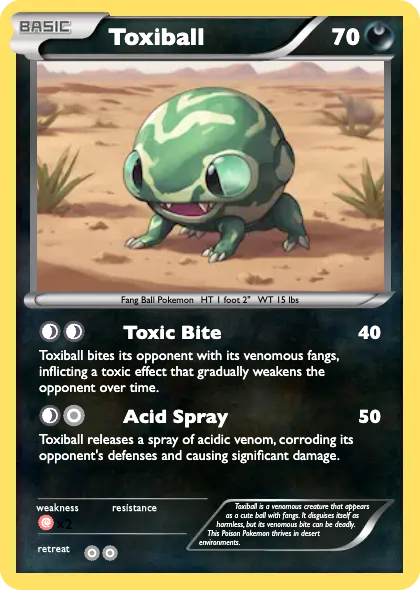 BASIC
Toxiball 70
Fang Ball Pokemon HT 1 foot 2" WT 15 lbs
Toxic Bite 40
Toxiball bites its opponent with its venomous fangs,
inflicting a toxic effect that gradually weakens the
opponent over time.
Acid Spray 50
Toxiball releases a spray of acidic venom, corroding its
opponent's defenses and causing significant damage.
weakness resistance
x2
retreat
Toxiball is a venomous creature that appears
as a cute ball with fangs. It disguises itself as
harmless, but its venomous bite can be deadly.
This Poison Pokemon thrives in desert
environments.